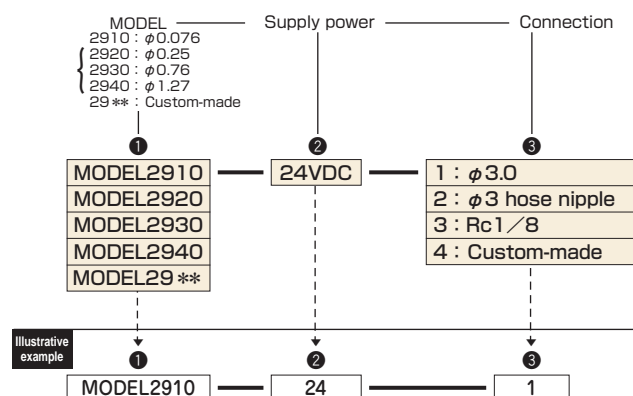 MODEL Supply power Connection
2910：φ0.076
2920：φ0.25
2930：φ0.76
2940：φ1.27
29**：Custom-made
❶ ❷ ❸
MODEL2910 24VDC 1：φ3.0
MODEL2920 2：φ3 hose nipple
MODEL2930 3：Rc1／8
MODEL2940 4：Custom-made
MODEL29**
Illustrative
example
❶ ❷ ❸
MODEL2910 24 1